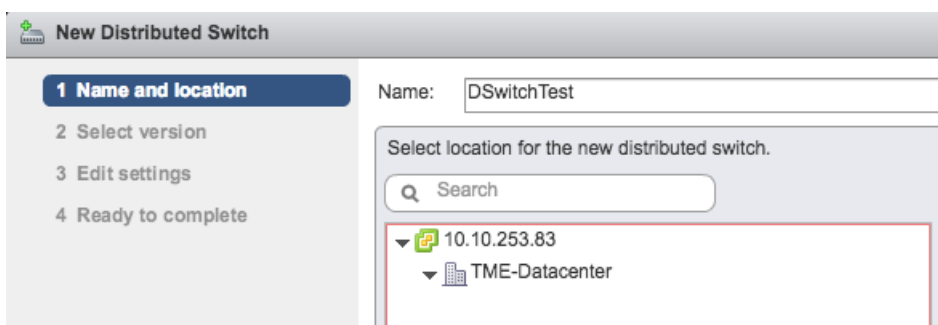 New Distributed Switch
1 Name and location
2 Select version
3 Edit settings
4 Ready to complete
Name: DSwitchTest
Select location for the new distributed switch.
Search
10.10.253.83
TME-Datacenter